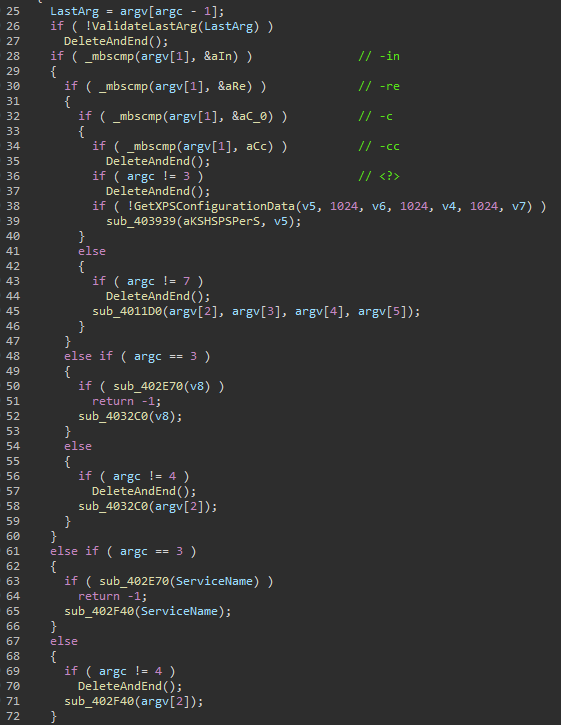 25 LastArg = argv[argc - 1];
26 if ( !ValidateLastArg(LastArg) )
27 DeleteAndEnd();
28 if ( _mbscmp(argv[1], &aIn) ) // -in
29 {
30 if ( _mbscmp(argv[1], &aRe) ) // -re
31 {
32 if ( _mbscmp(argv[1], &aC_0) ) // -c
33 {
34 if ( _mbscmp(argv[1], aCc) ) // -cc
35 DeleteAndEnd();
36 if ( argc != 3 ) // <?>
37 DeleteAndEnd();
38 if ( !GetXPSConfigurationData(v5, 1024, v6, 1024, v4, 1024, v7) )
39 sub_403939(aKSHSPSPerS, v5);
40 }
41 else
42 {
43 if ( argc != 7 )
44 DeleteAndEnd();
45 sub_4011D0(argv[2], argv[3], argv[4], argv[5]);
46 }
47 }
48 else if ( argc == 3 )
49 {
50 if ( sub_402E70(v8) )
51 return -1;
52 sub_4032C0(v8);
53 }
54 else
55 {
56 if ( argc != 4 )
57 DeleteAndEnd();
58 sub_4032C0(argv[2]);
59 }
60 }
61 else if ( argc == 3 )
62 {
63 if ( sub_402E70(ServiceName) )
64 return -1;
65 sub_402F40(ServiceName);
66 }
67 else
68 {
69 if ( argc != 4 )
70 DeleteAndEnd();
71 sub_402F40(argv[2]);
72 }